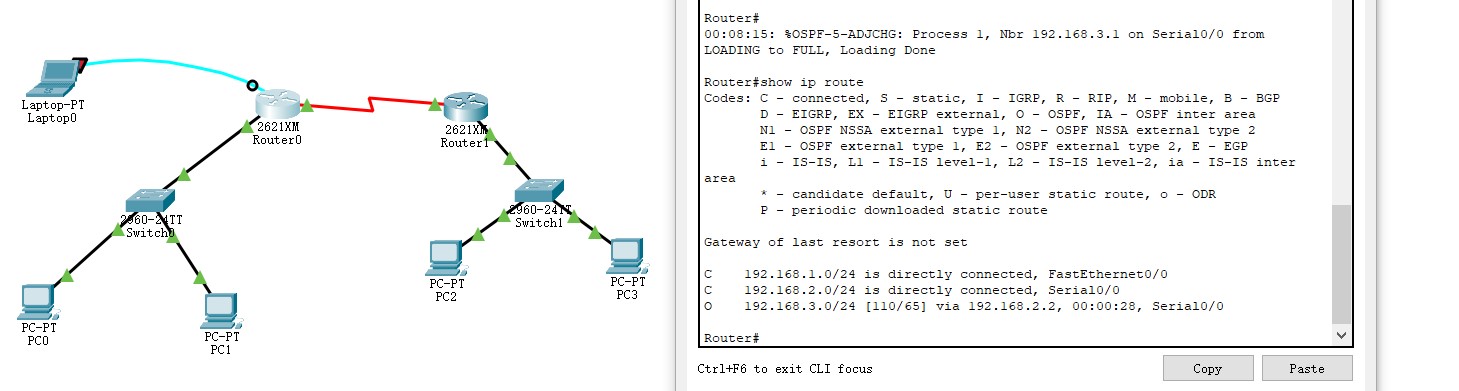 Laptop-PT
Laptop0
2621XM
Router0
2621XM
Router1
2960-24TT
Switch0
2960-24TT
Switch1
PC-PT
PC0
PC-PT
PC1
PC-PT
PC2
PC-PT
PC3
Router#
00:08:15: %OSPF-5-ADJCHG: Process 1, Nbr 192.168.3.1 on Serial0/0 from
LOADING to FULL, Loading Done
Router#show ip route
Codes: C - connected, S - static, I - IGRP, R - RIP, M - mobile, B - BGP
D - EIGRP, EX - EIGRP external, O - OSPF, IA - OSPF inter area
N1 - OSPF NSSA external type 1, N2 - OSPF NSSA external type 2
E1 - OSPF external type 1, E2 - OSPF external type 2, E - EGP
i - IS-IS, L1 - IS-IS level-1, L2 - IS-IS level-2, ia - IS-IS inter
area
* - candidate default, U - per-user static route, o - ODR
P - periodic downloaded static route
Gateway of last resort is not set
C    192.168.1.0/24 is directly connected, FastEthernet0/0
C    192.168.2.0/24 is directly connected, Serial0/0
O    192.168.3.0/24 [110/65] via 192.168.2.2, 00:00:28, Serial0/0
Router#
Ctrl+F6 to exit CLI focus
Copy
Paste